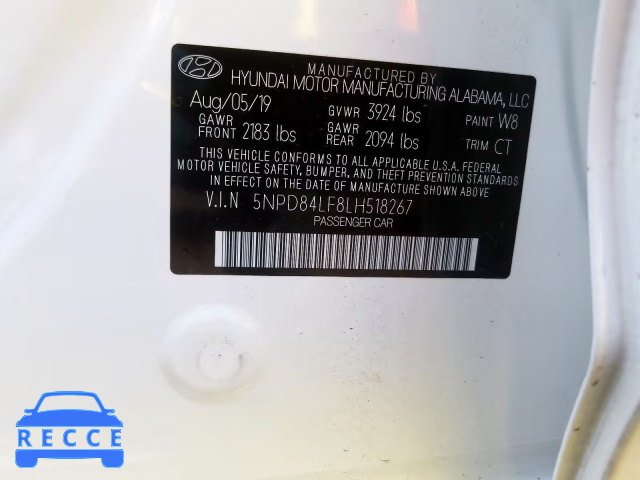 MANUFACTURED BY
HYUNDAI MOTOR MANUFACTURING ALABAMA, LLC
Aug/05/19 GVWR 3924 lbs PAINT W8
GAWR FRONT 2183 lbs GAWR REAR 2094 lbs TRIM CT
THIS VEHICLE CONFORMS TO ALL APPLICABLE U.S.A. FEDERAL
MOTOR VEHICLE SAFETY, BUMPER, AND THEFT PREVENTION STANDARDS
IN EFFECT ON THE DATE OF MANUFACTURE SHOWN ABOVE.
V.I.N 5NPD84LF8LH518267
PASSENGER CAR
RECCE